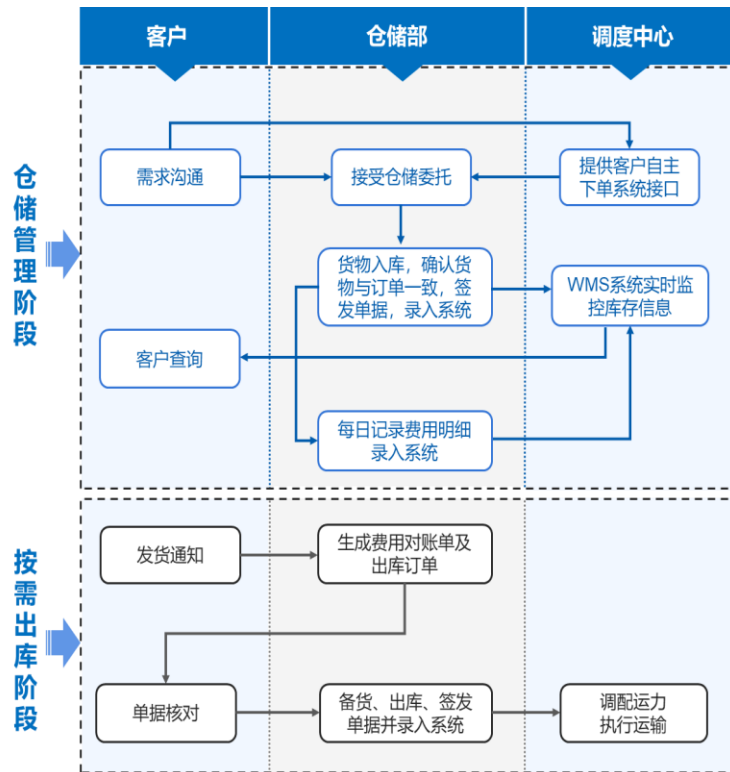 客户
仓储部
调度中心
仓储管理阶段
需求沟通
接受仓储委托
提供客户自主
下单系统接口
货物入库，确认货
物与订单一致，签
发单据，录入系统
WMS系统实时监
控库存信息
客户查询
每日记录费用明细
录入系统
按需出库阶段
发货通知
生成费用对账单及
出库订单
单据核对
备货、出库、签发
单据并录入系统
调配运力
执行运输